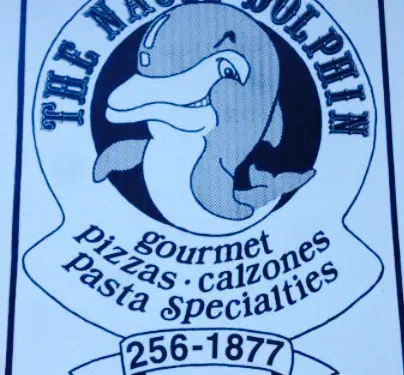 THE DOLPHIN
gourmet
pizzas · calzones
pasta specialties
256-1877